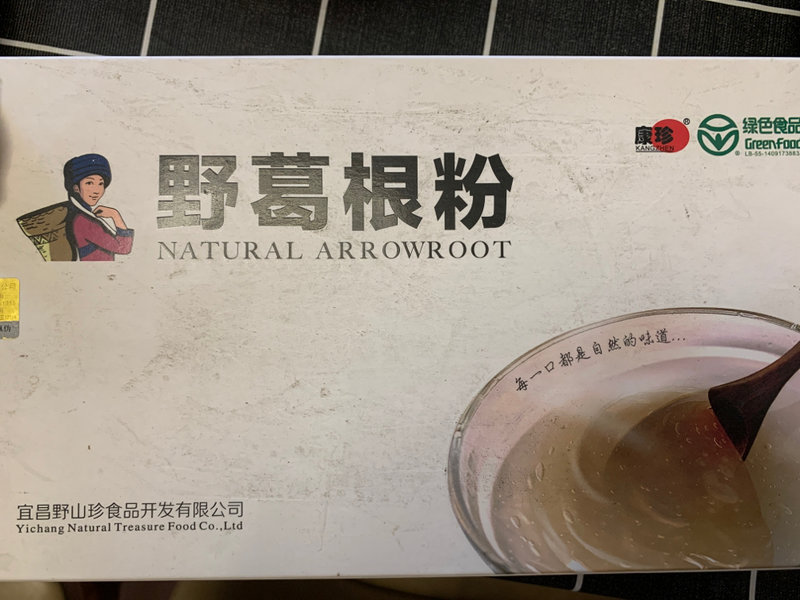 康珍®
KANGZHEN
绿色食品
GreenFood
®
野葛根粉
NATURAL ARROWROOT
公司
每一口都是自然的味道...
宜昌野山珍食品开发有限公司
Yichang Natural Treasure Food Co.,Ltd